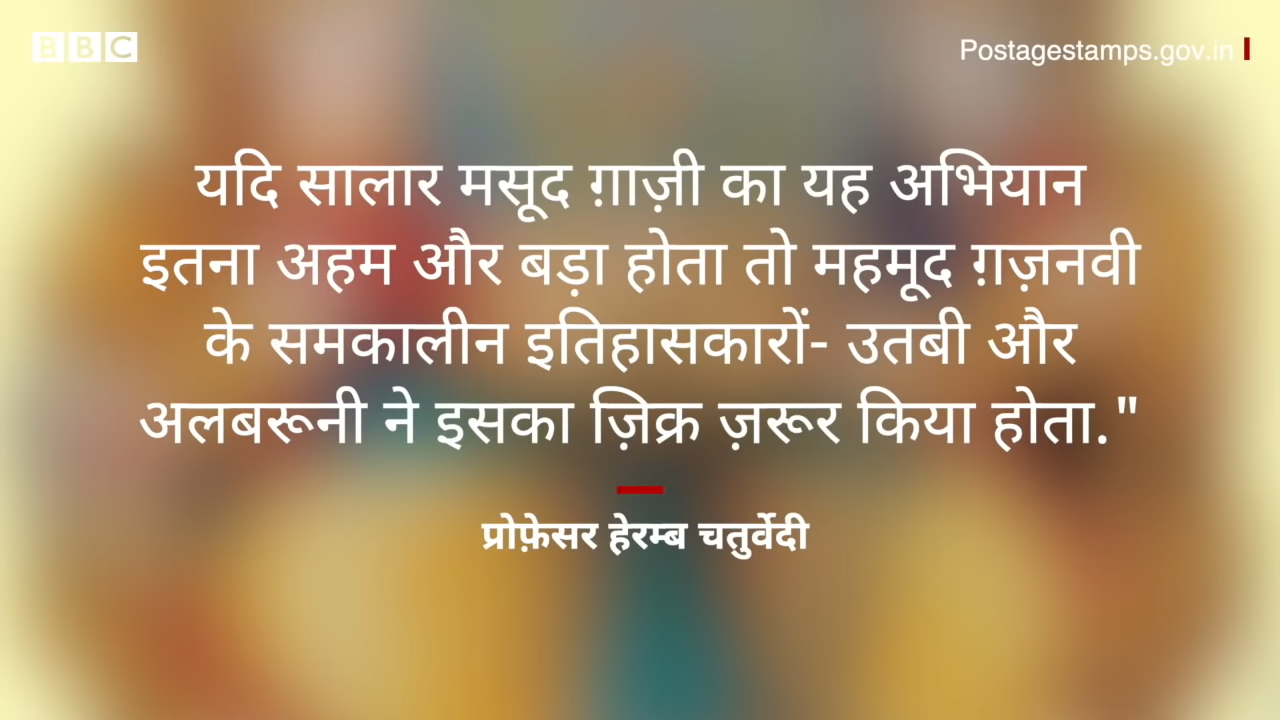 BBC
Postagestamps.gov.in
यदि सालार मसूद ग़ाज़ी का यह अभियान
इतना अहम और बड़ा होता तो महमूद ग़ज़नवी
के समकालीन इतिहासकारों- उतबी और
अलबरूनी ने इसका ज़िक्र ज़रूर किया होता."
प्रोफ़ेसर हेरम्ब चतुर्वेदी